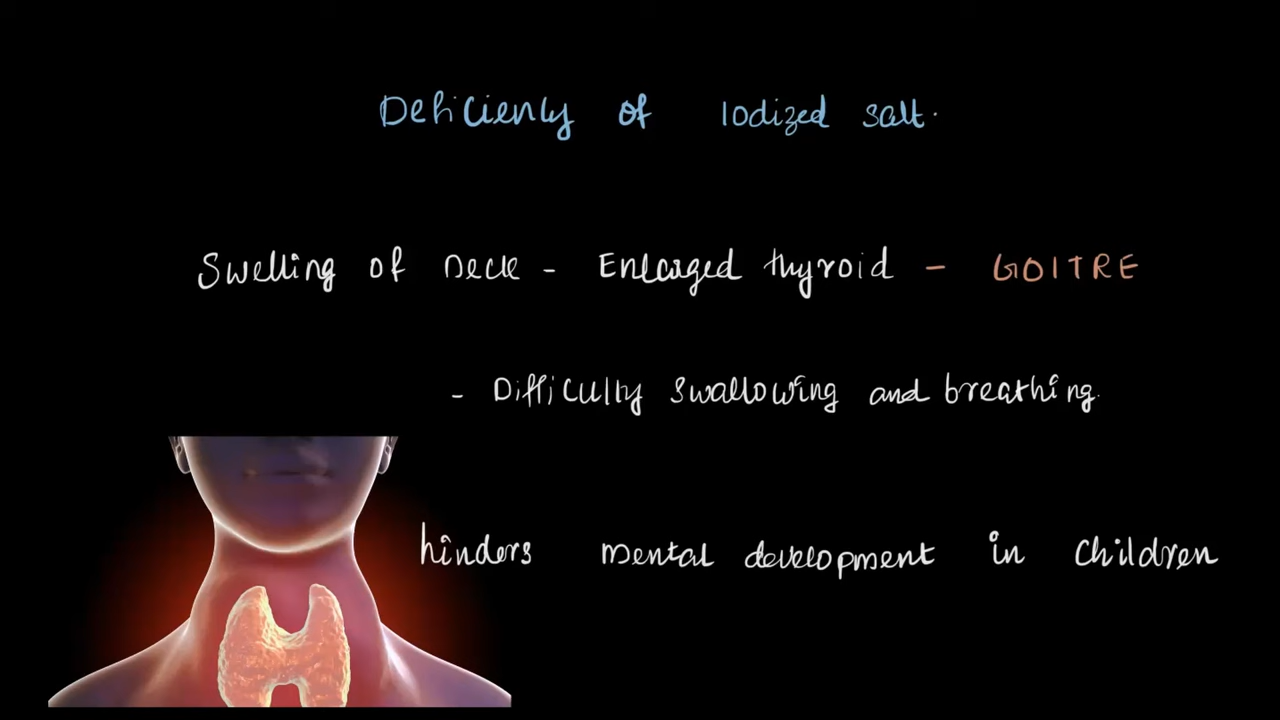 Deficiency of Iodized salt.
Swelling of neck - Enlarged thyroid - GOITRE
- Difficulty swallowing and breathing.
hinders mental development in children